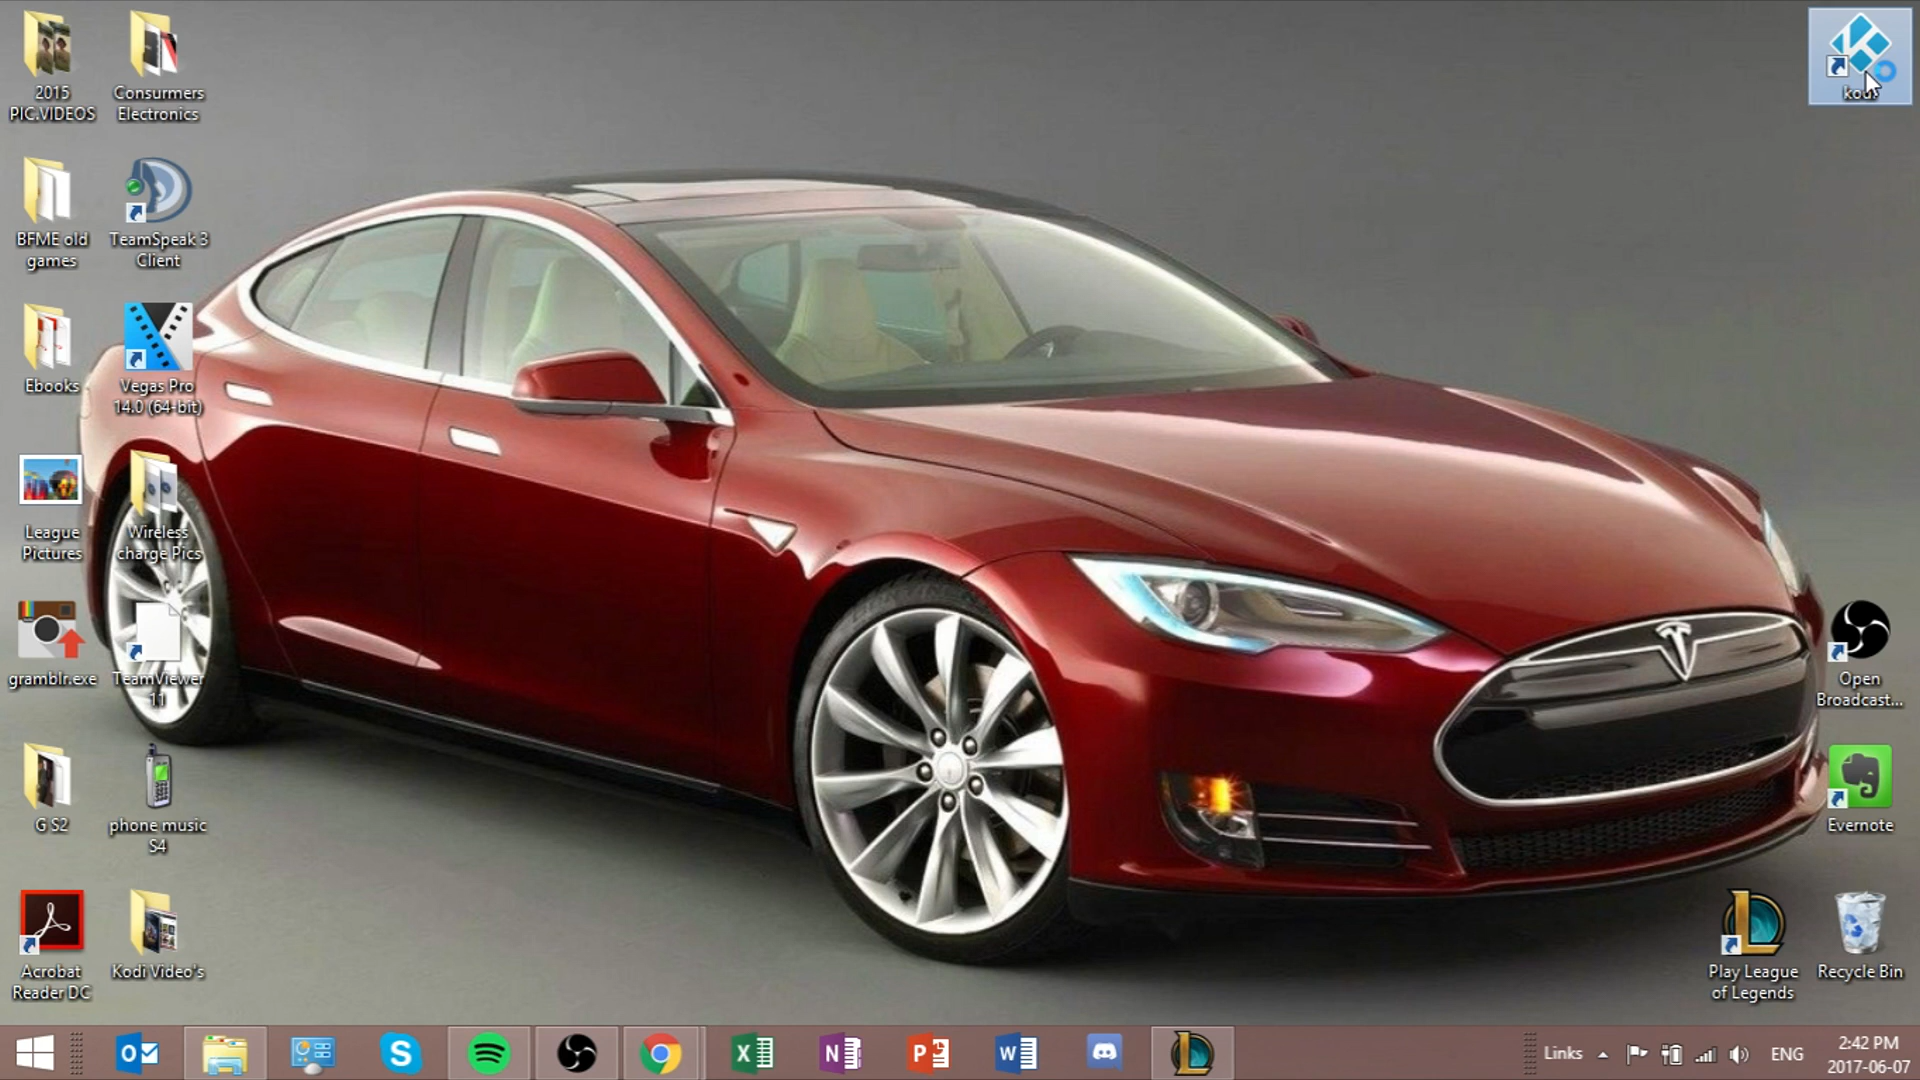 2015
PIC.VIDEOS
Consurmers
Electronics
BFME old
games
TeamSpeak 3
Client
Ebooks
Vegas Pro
14.0 (64-bit)
League
Pictures
Wireless
charge Pics
gramblr.exe
TeamViewer
11
G S2
phone music
S4
Acrobat
Reader DC
Kodi Video's
kodi
Open
Broadcast...
Evernote
Play League
of Legends
Recycle Bin
Links
ENG
2:42 PM
2017-06-07